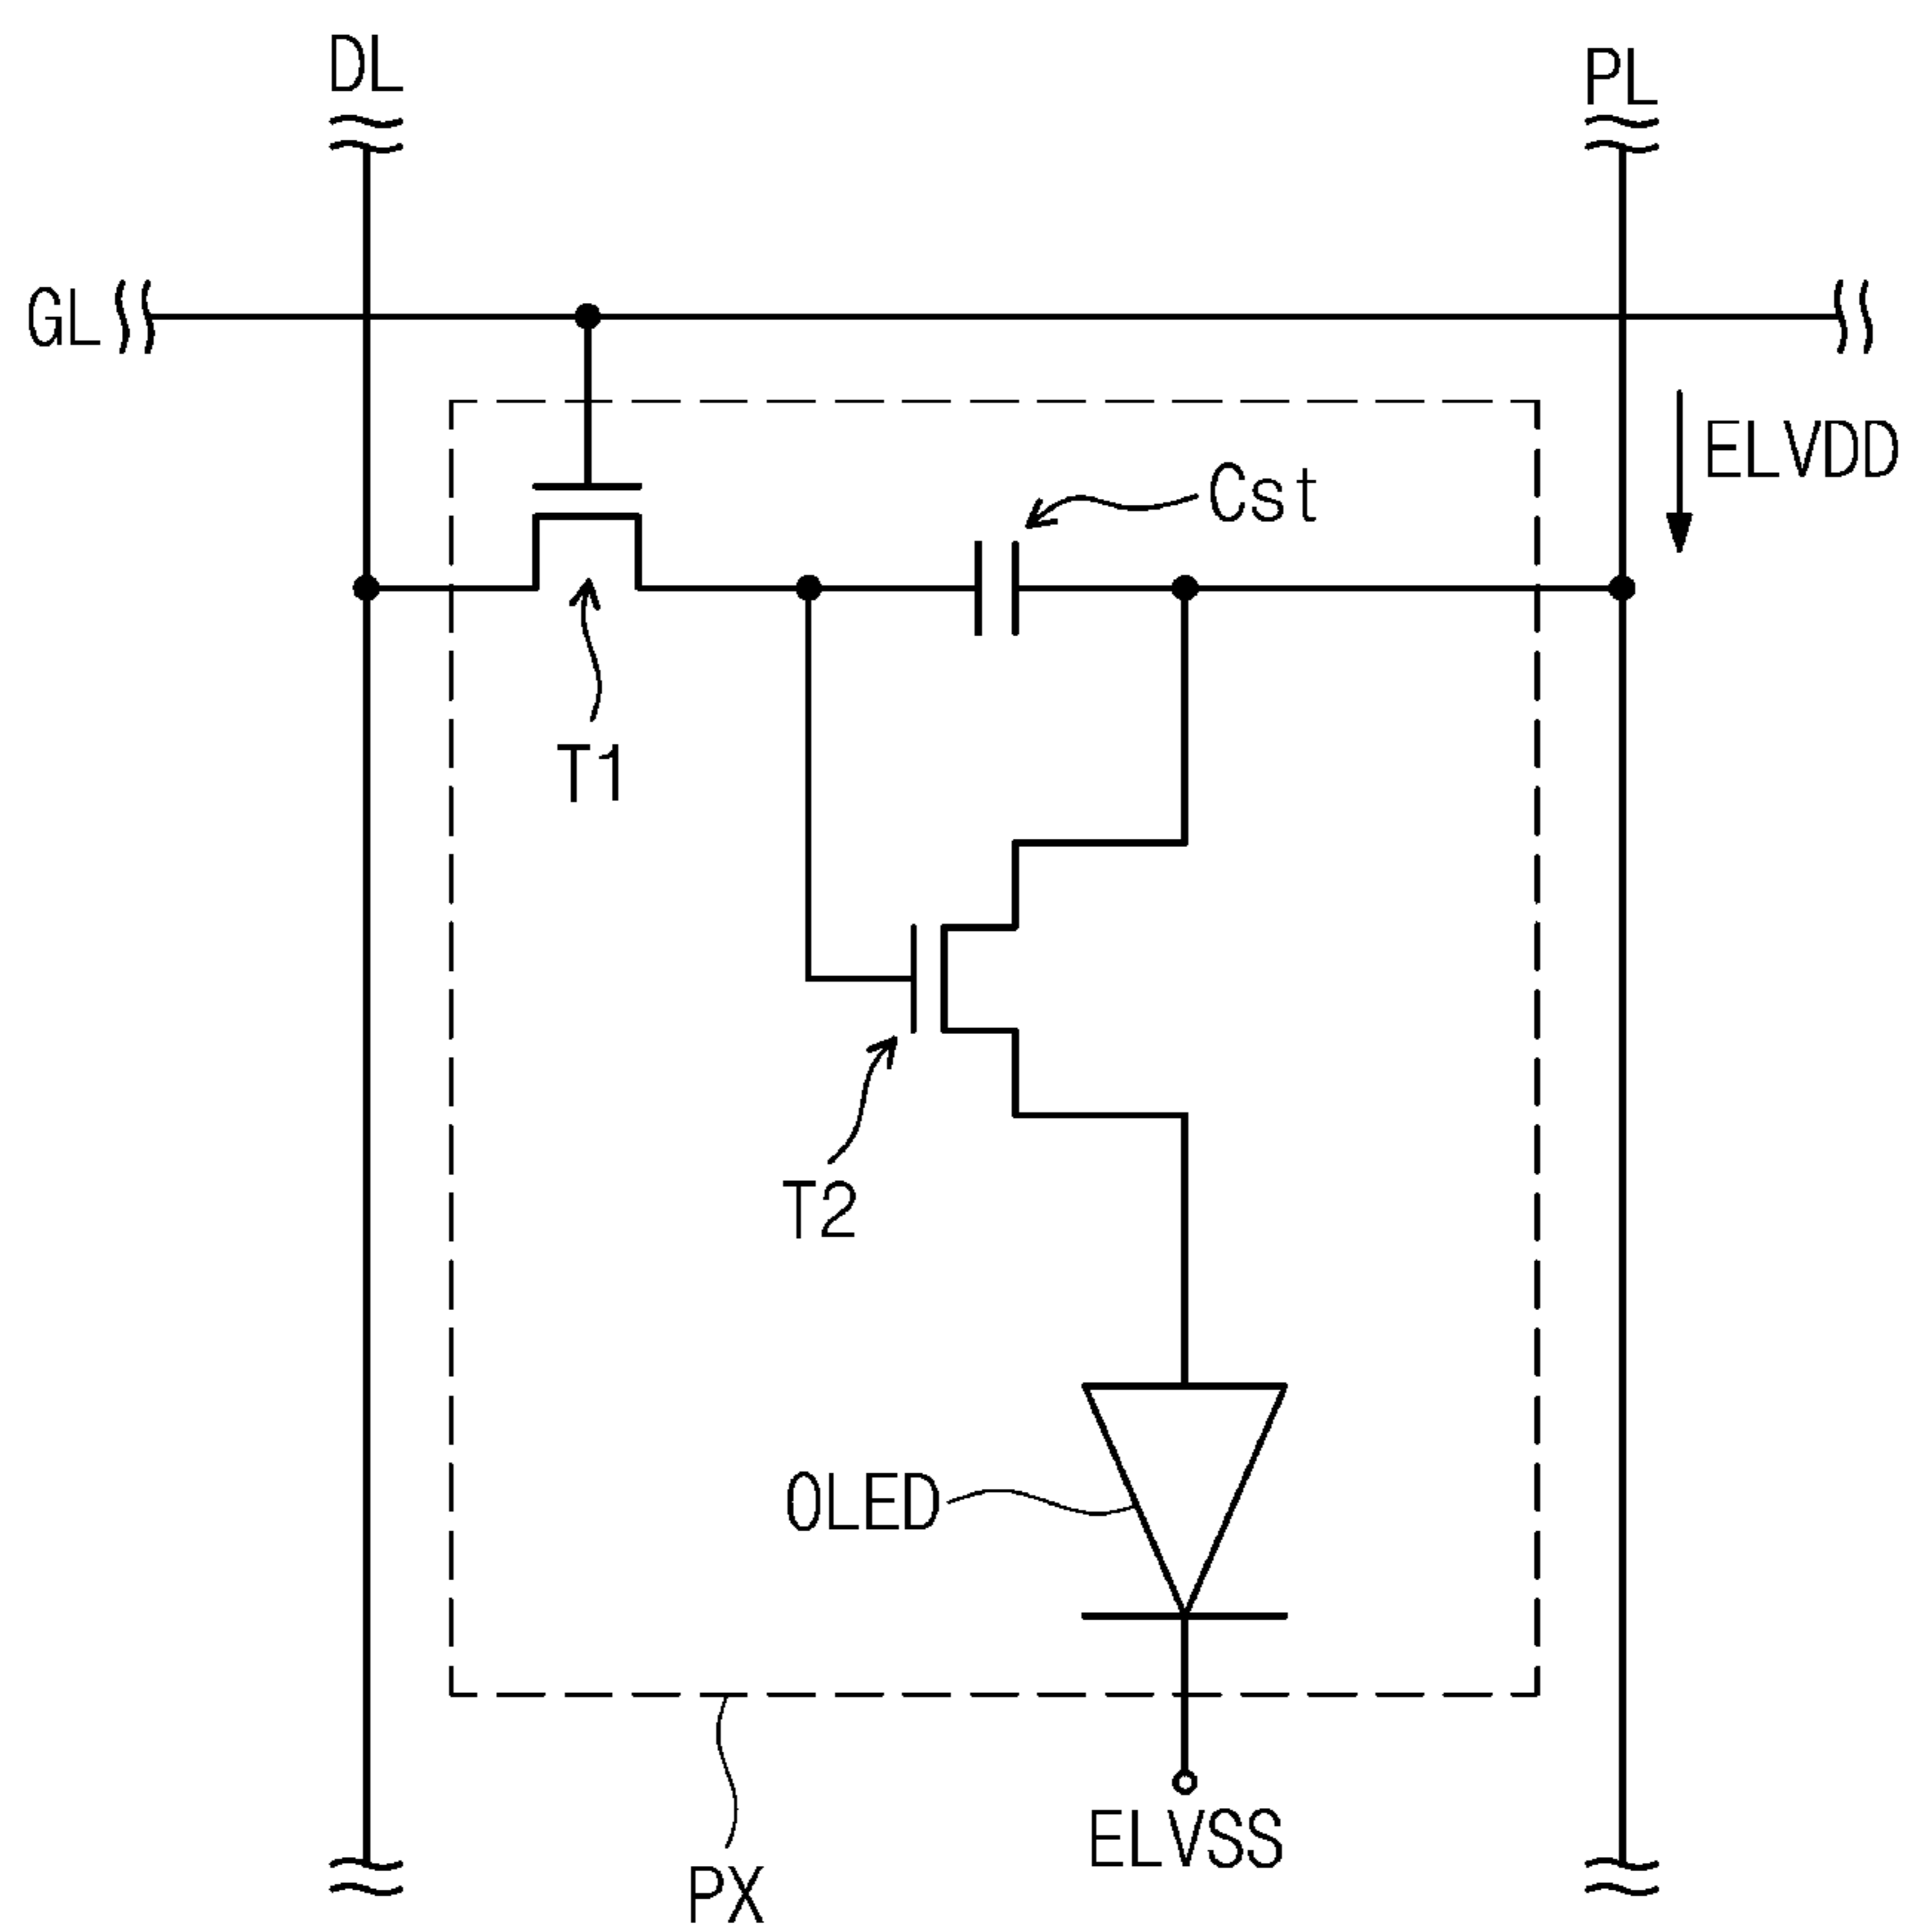 DL
PL
GL
ELVDD
Cst
T1
T2
OLED
ELVSS
PX